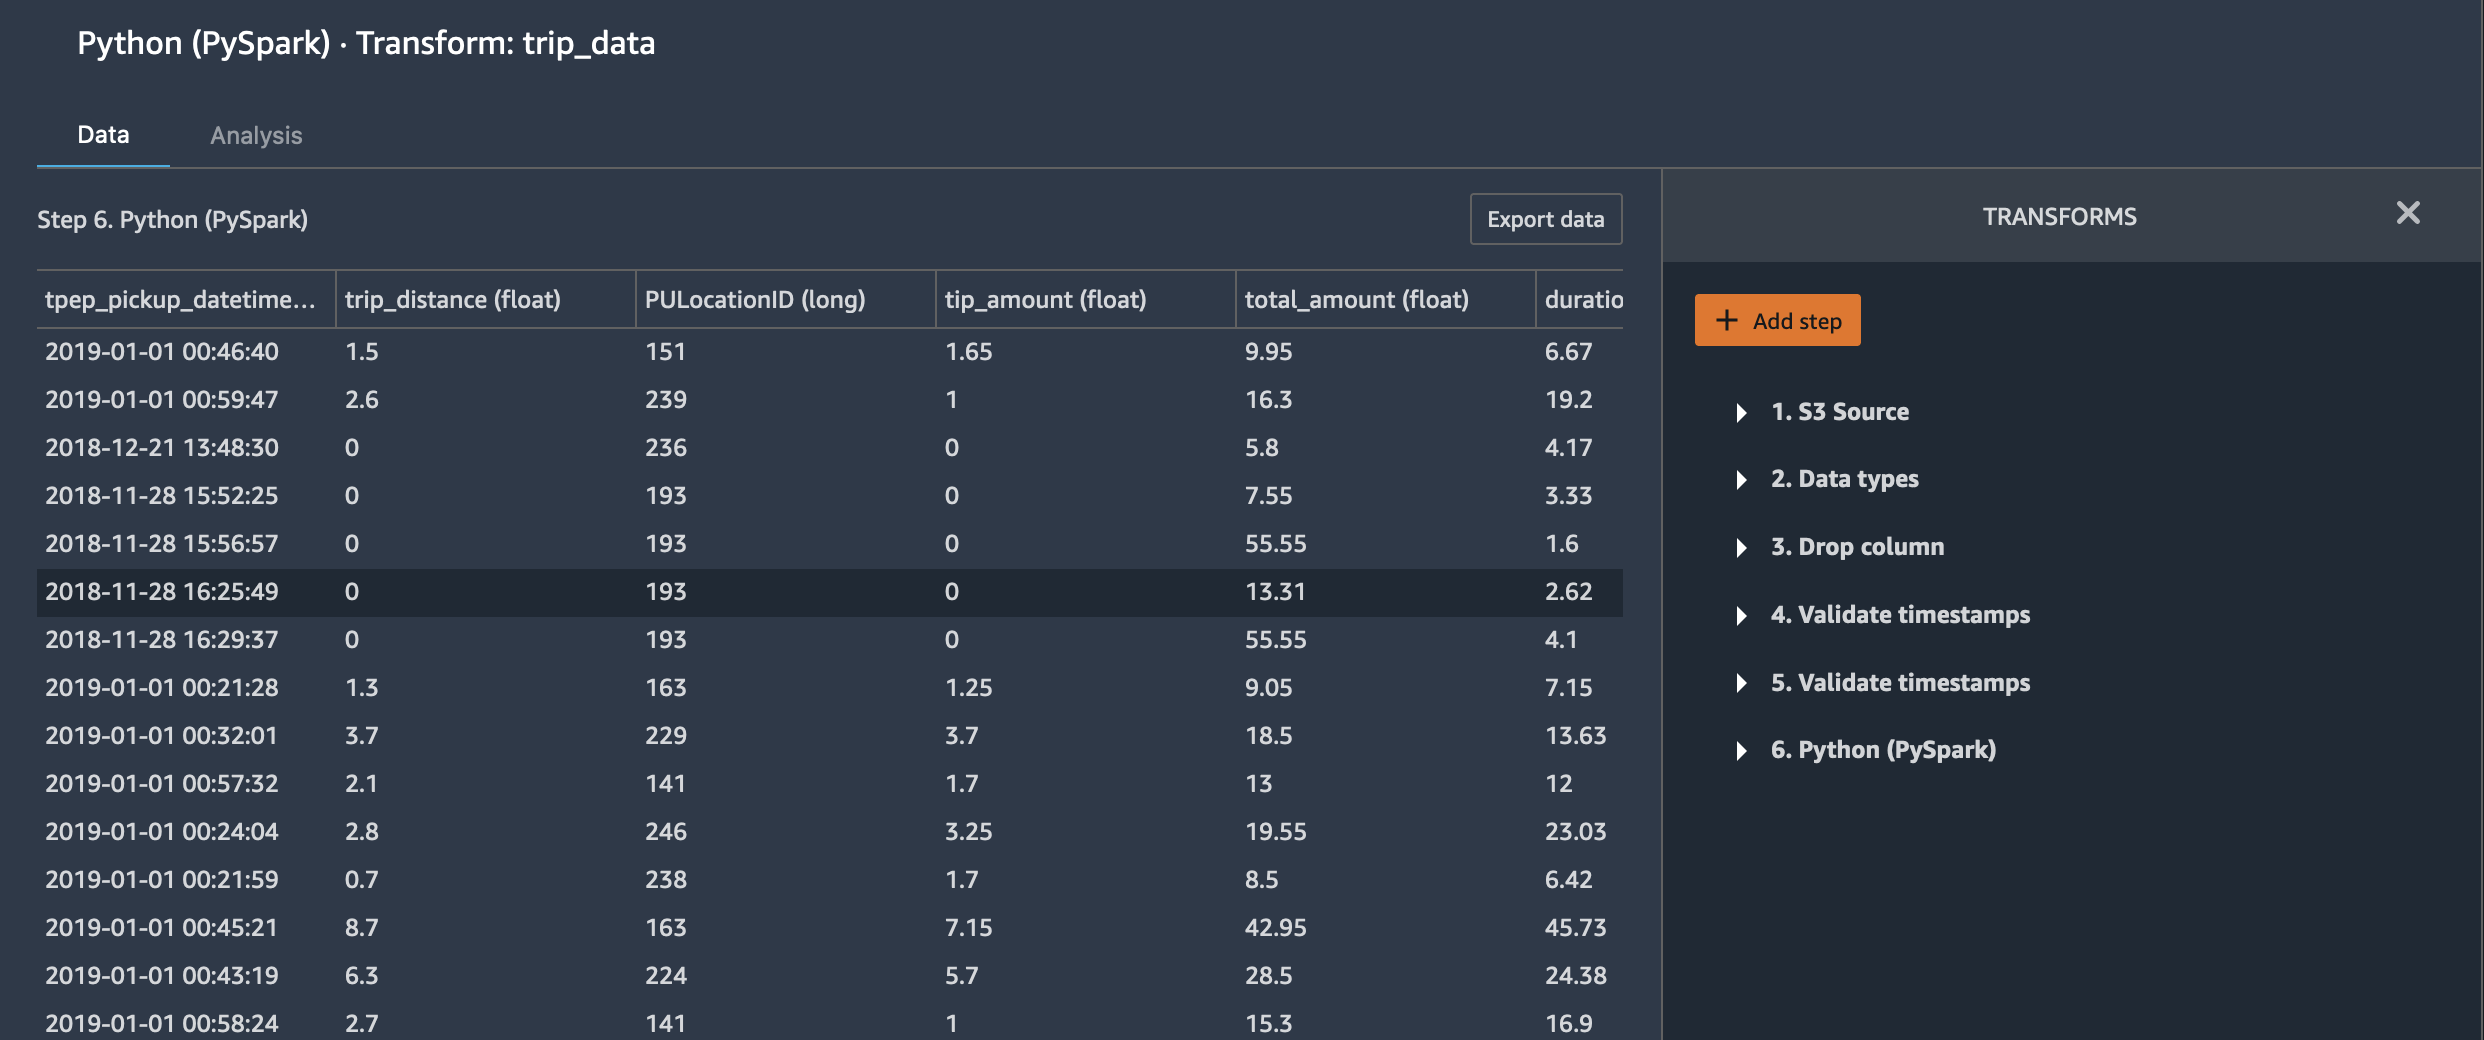 Python (PySpark) · Transform: trip_data
Data Analysis
Step 6. Python (PySpark) Export data
tpep_pickup_datetime... trip_distance (float) PULocationID (long) tip_amount (float) total_amount (float) duratio
2019-01-01 00:46:40 1.5 151 1.65 9.95 6.67
2019-01-01 00:59:47 2.6 239 1 16.3 19.2
2018-12-21 13:48:30 0 236 0 5.8 4.17
2018-11-28 15:52:25 0 193 0 7.55 3.33
2018-11-28 15:56:57 0 193 0 55.55 1.6
2018-11-28 16:25:49 0 193 0 13.31 2.62
2018-11-28 16:29:37 0 193 0 55.55 4.1
2019-01-01 00:21:28 1.3 163 1.25 9.05 7.15
2019-01-01 00:32:01 3.7 229 3.7 18.5 13.63
2019-01-01 00:57:32 2.1 141 1.7 13 12
2019-01-01 00:24:04 2.8 246 3.25 19.55 23.03
2019-01-01 00:21:59 0.7 238 1.7 8.5 6.42
2019-01-01 00:45:21 8.7 163 7.15 42.95 45.73
2019-01-01 00:43:19 6.3 224 5.7 28.5 24.38
2019-01-01 00:58:24 2.7 141 1 15.3 16.9
TRANSFORMS
+ Add step
1. S3 Source
2. Data types
3. Drop column
4. Validate timestamps
5. Validate timestamps
6. Python (PySpark)